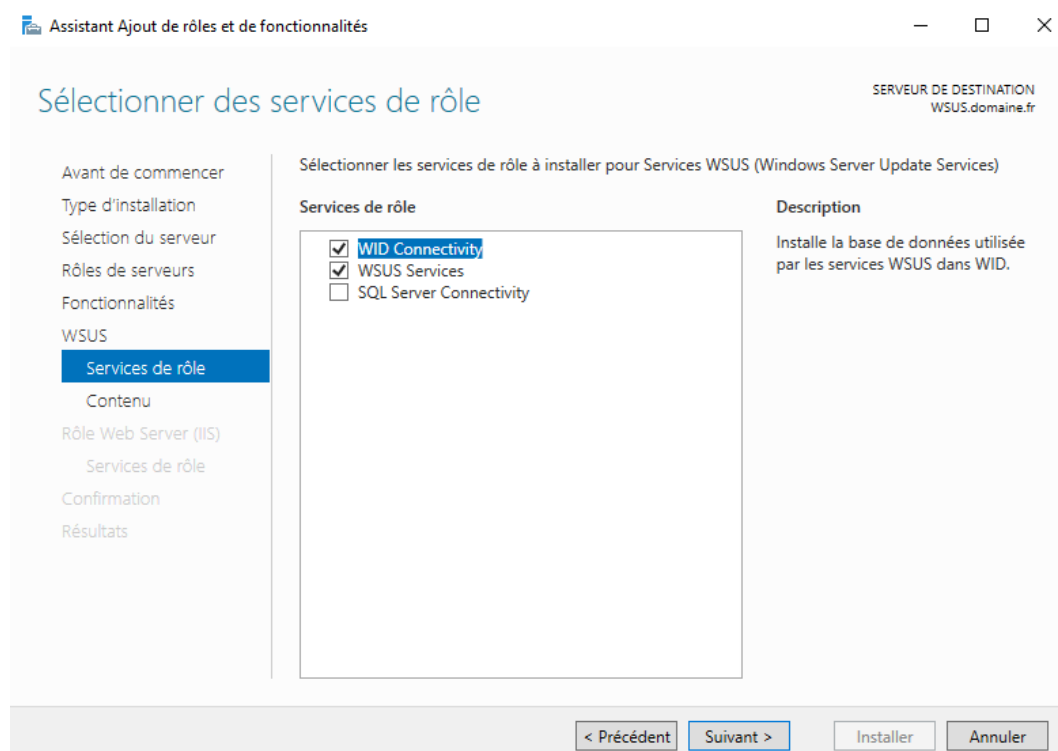 Assistant Ajout de rôles et de fonctionnalités
Sélectionner des services de rôle
SERVEUR DE DESTINATION
WSUS.domaine.fr
Avant de commencer
Type d'installation
Sélection du serveur
Rôles de serveurs
Fonctionnalités
WSUS
Services de rôle
Contenu
Rôle Web Server (IIS)
Services de rôle
Confirmation
Résultats
Sélectionner les services de rôle à installer pour Services WSUS (Windows Server Update Services)
Services de rôle
WID Connectivity
WSUS Services
SQL Server Connectivity
Description
Installe la base de données utilisée
par les services WSUS dans WID.
< Précédent
Suivant >
Installer
Annuler